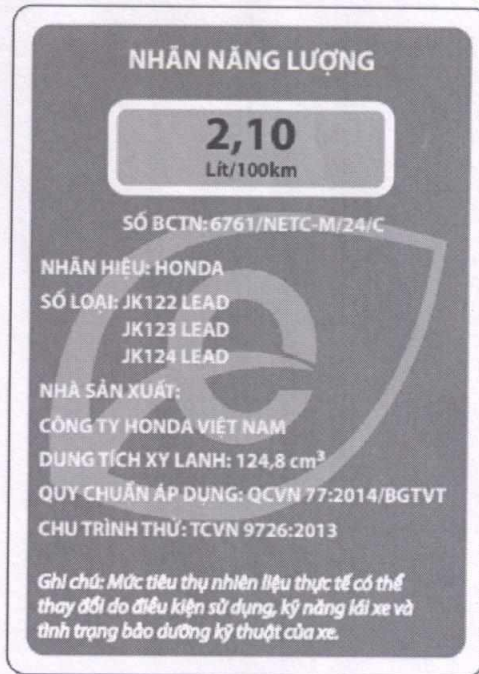 NHÃN NĂNG LƯỢNG
2,10
Lít/100km
SỐ BCTN: 6761/NETC-M/24/C
NHÃN HIỆU: HONDA
SỐ LOẠI: JK122 LEAD
JK123 LEAD
JK124 LEAD
NHÀ SẢN XUẤT:
CÔNG TY HONDA VIỆT NAM
DUNG TÍCH XY LANH: 124,8 cm³
QUY CHUẨN ÁP DỤNG: QCVN 77:2014/BGTVT
CHU TRÌNH THỬ: TCVN 9726:2013
Ghi chú: Mức tiêu thụ nhiên liệu thực tế có thể
thay đổi do điều kiện sử dụng, kỹ năng lái xe và
tình trạng bảo dưỡng kỹ thuật của xe.